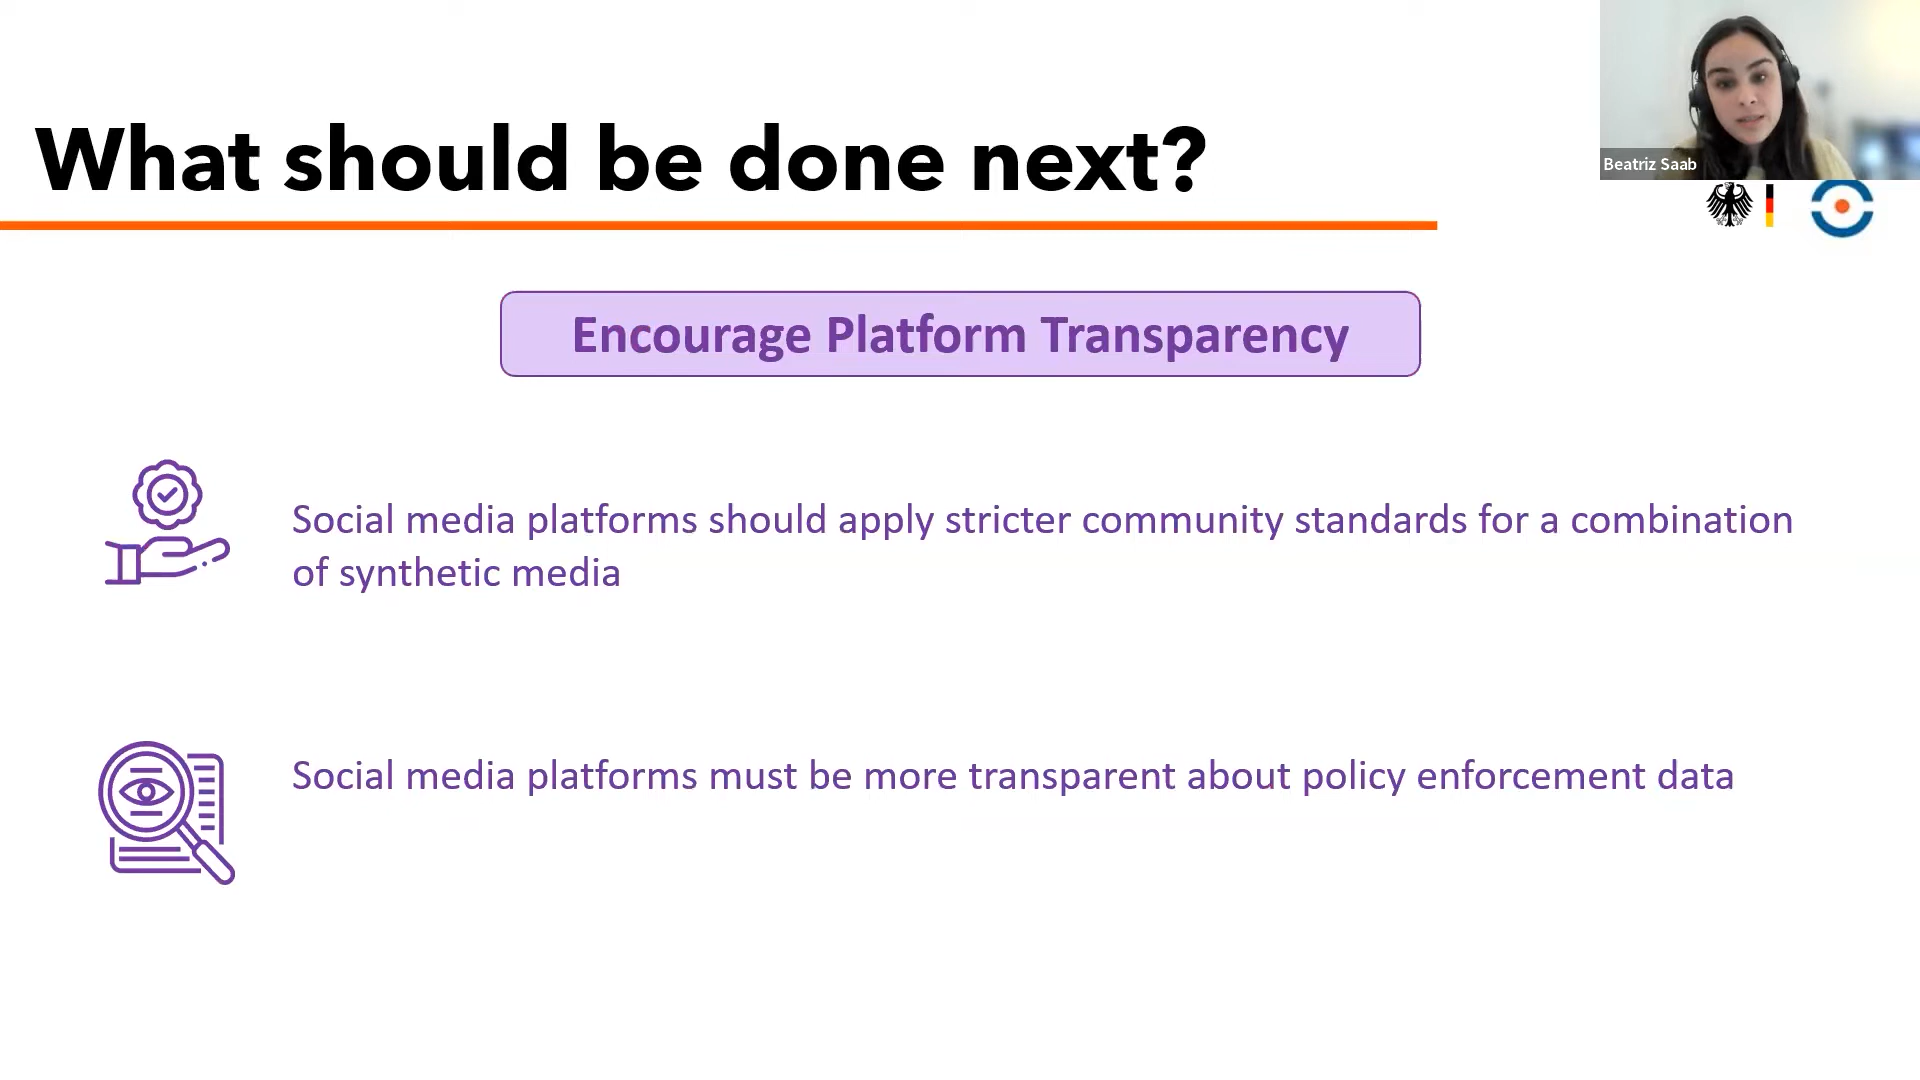 What should be done next?
Beatriz Saab
Encourage Platform Transparency
Social media platforms should apply stricter community standards for a combination
of synthetic media
Social media platforms must be more transparent about policy enforcement data